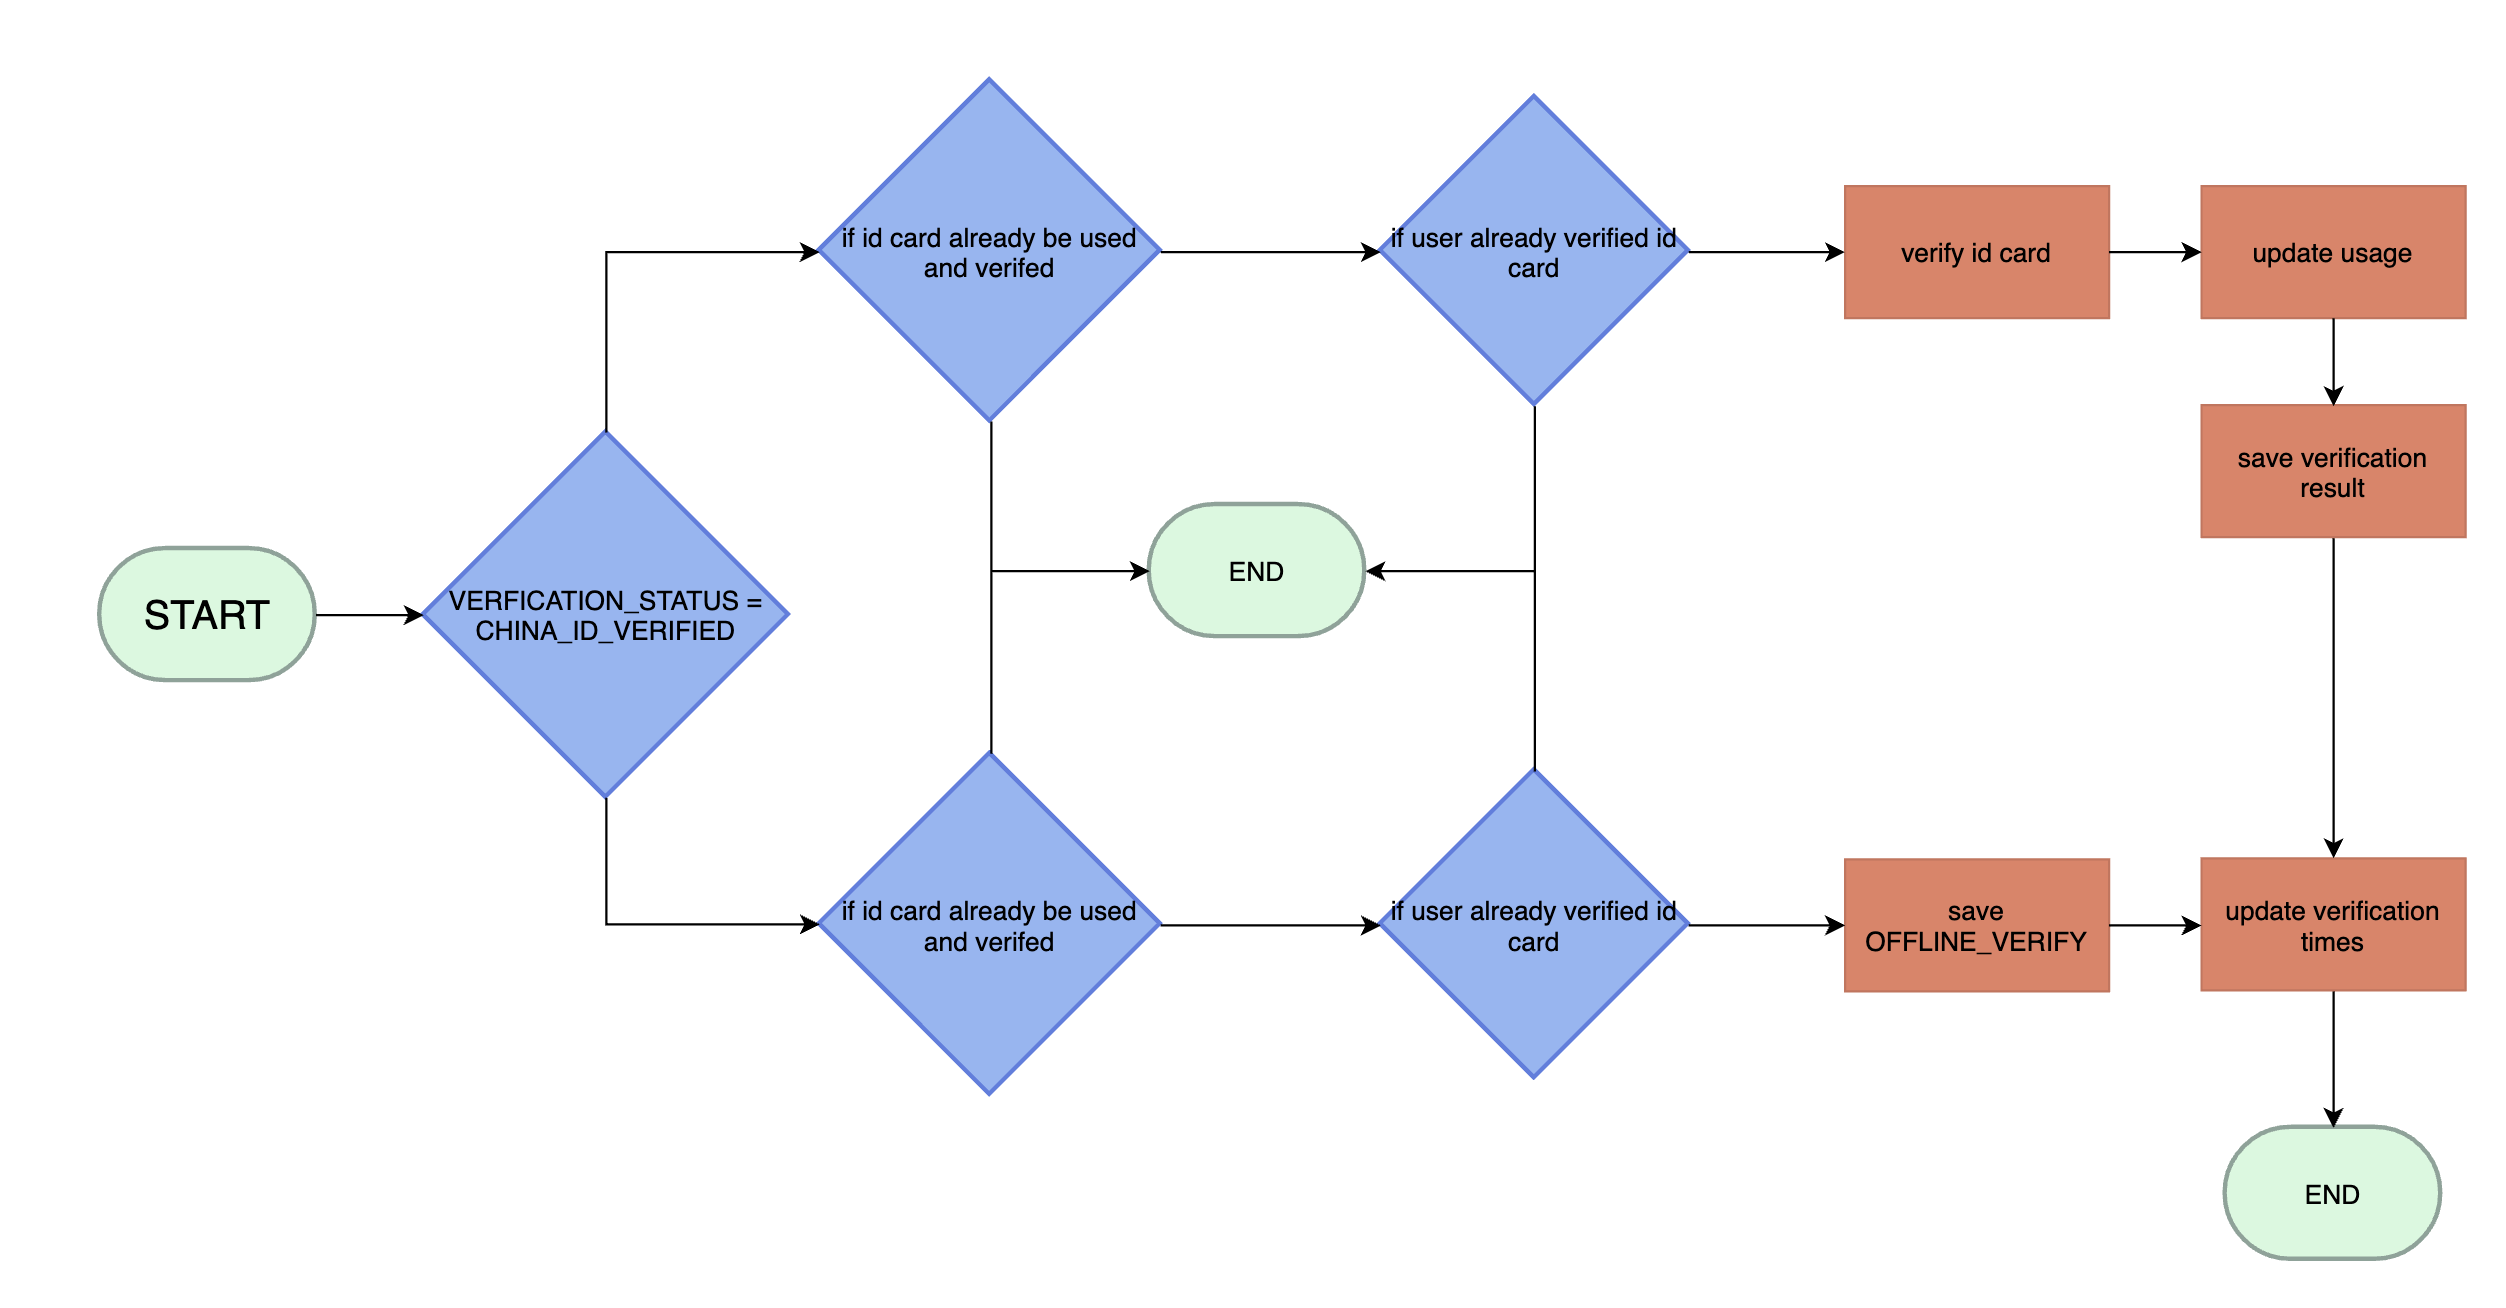 if id card already be used
and verifed
if user already verified id
card
verify id card
update usage
save verification
result
START
VERFICATION_STATUS =
CHINA_ID_VERIFIED
END
if id card already be used
and verifed
if user already verified id
card
save
OFFLINE_VERIFY
update verification
times
END